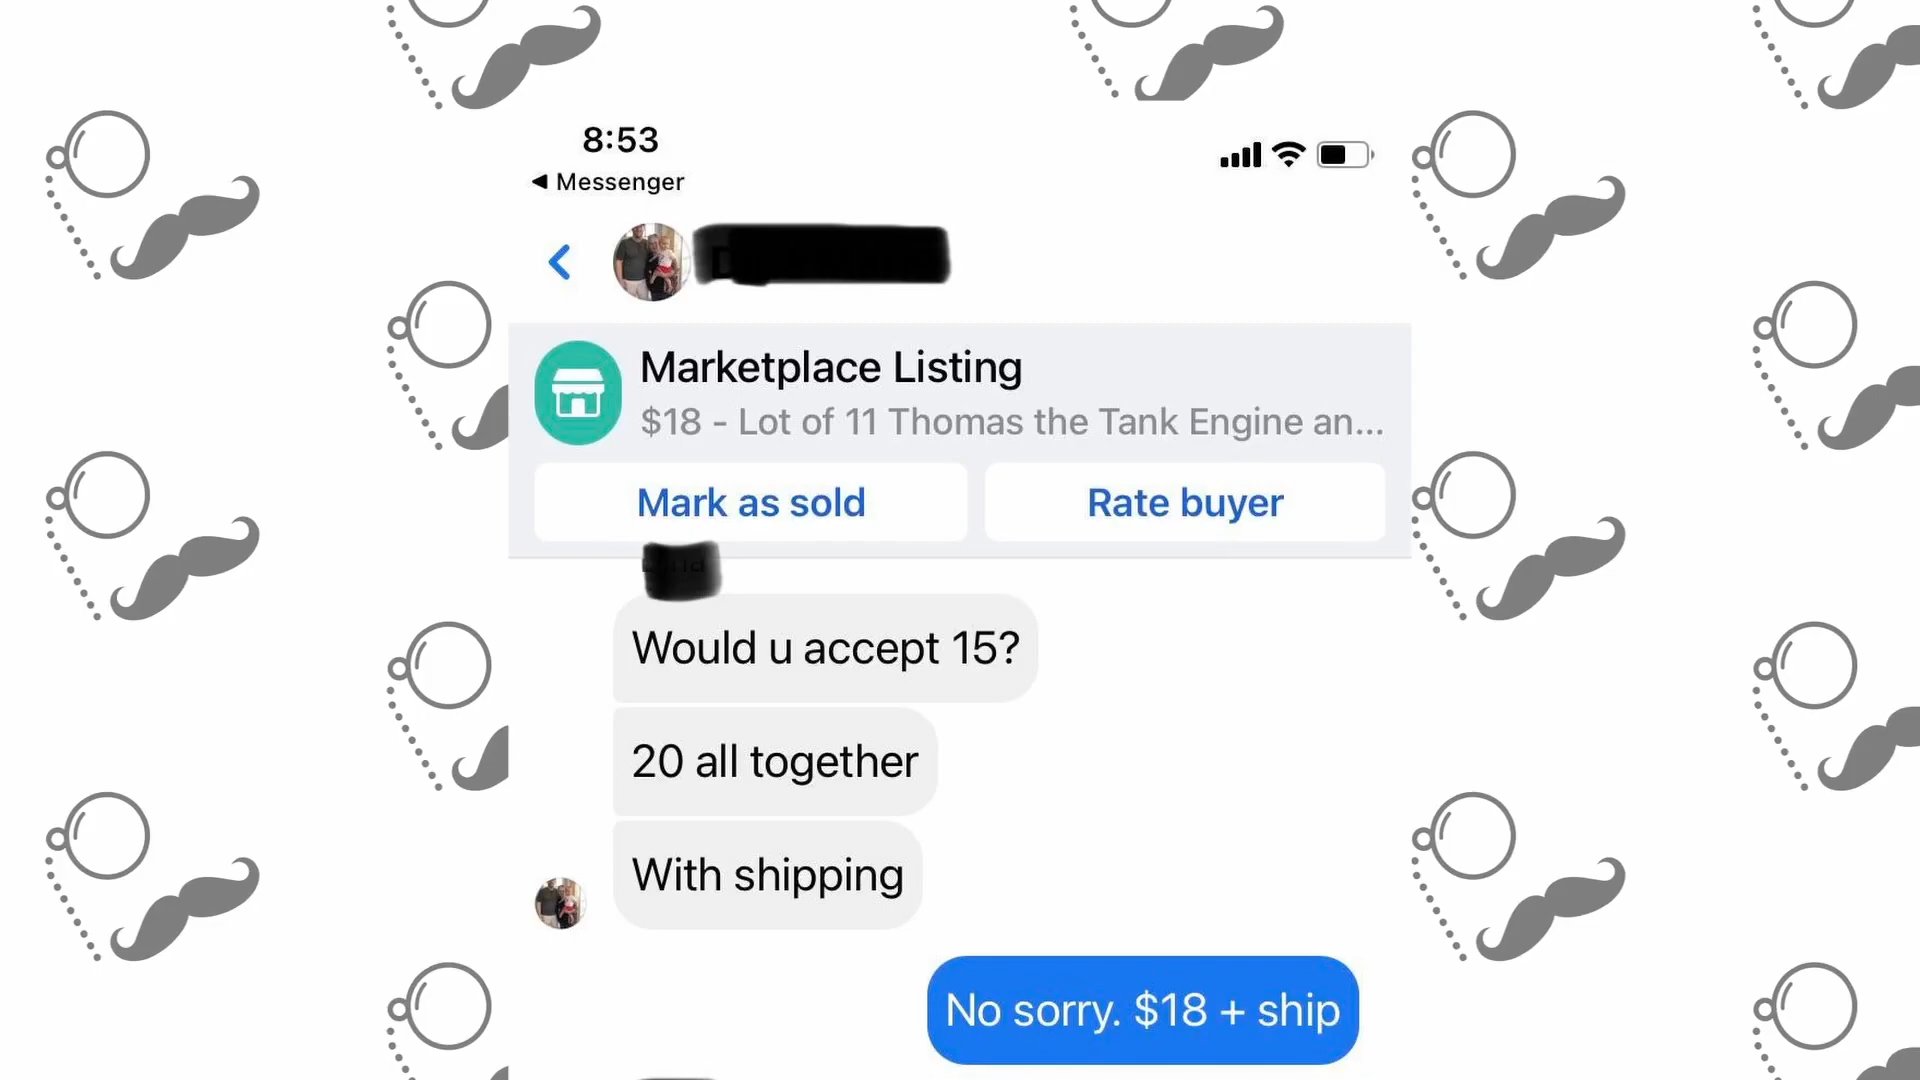 8:53
Messenger
Marketplace Listing
$18 - Lot of 11 Thomas the Tank Engine an...
Mark as sold
Rate buyer
Would u accept 15?
20 all together
With shipping
No sorry. $18 + ship